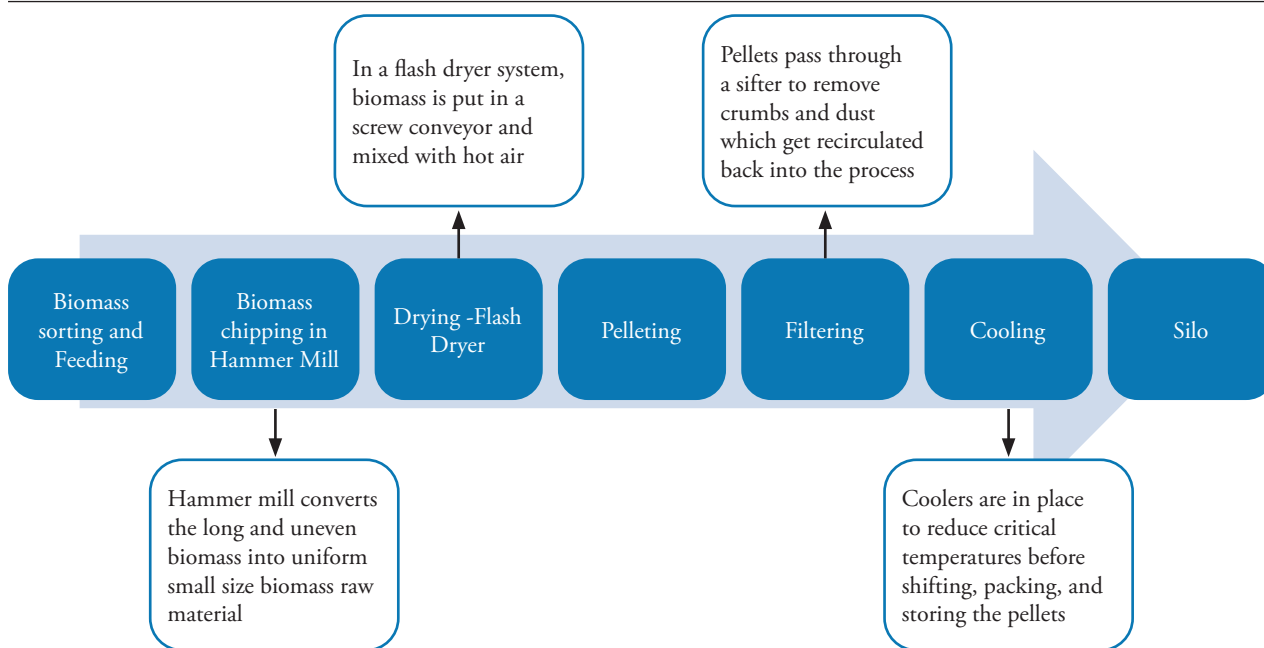 In a flash dryer system,
biomass is put in a
screw conveyor and
mixed with hot air
Pellets pass through
a sifter to remove
crumbs and dust
which get recirculated
back into the process
Biomass
sorting and
Feeding
Biomass
chipping in
Hammer Mill
Drying -Flash
Dryer
Pelleting
Filtering
Cooling
Silo
Hammer mill converts
the long and uneven
biomass into uniform
small size biomass raw
material
Coolers are in place
to reduce critical
temperatures before
shifting, packing, and
storing the pellets